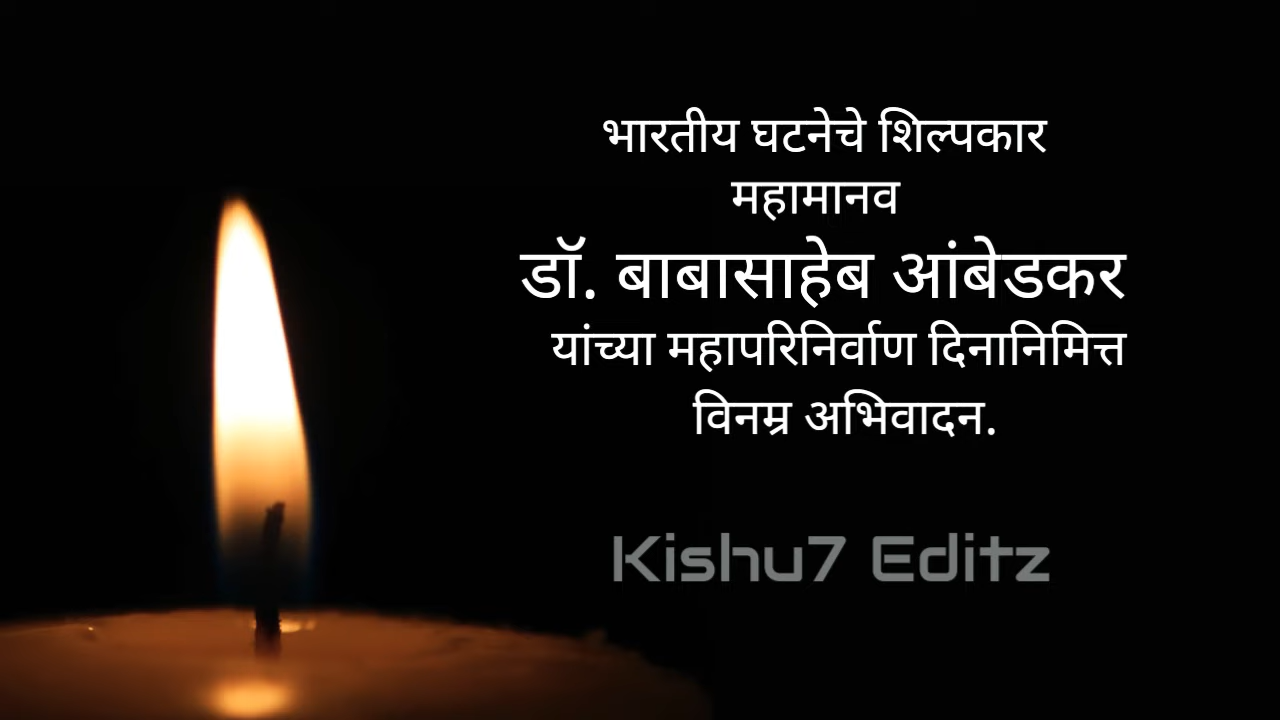 भारतीय घटनेचे शिल्पकार
महामानव
डॉ. बाबासाहेब आंबेडकर
यांच्या महापरिनिर्वाण दिनानिमित्त
विनम्र अभिवादन.
Kishu7 Editz